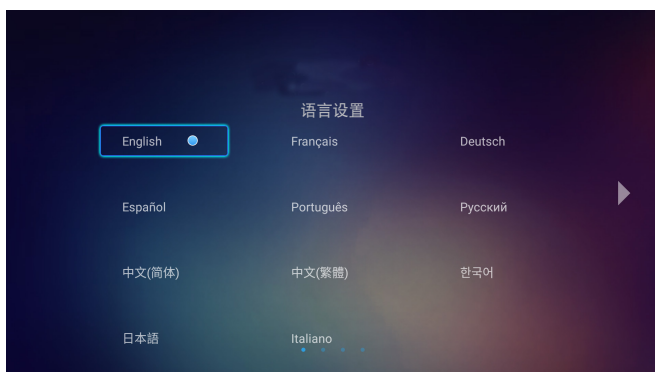 语言设置
English
Français
Deutsch
Español
Português
Русский
中文(简体)
中文(繁體)
한국어
日本語
Italiano